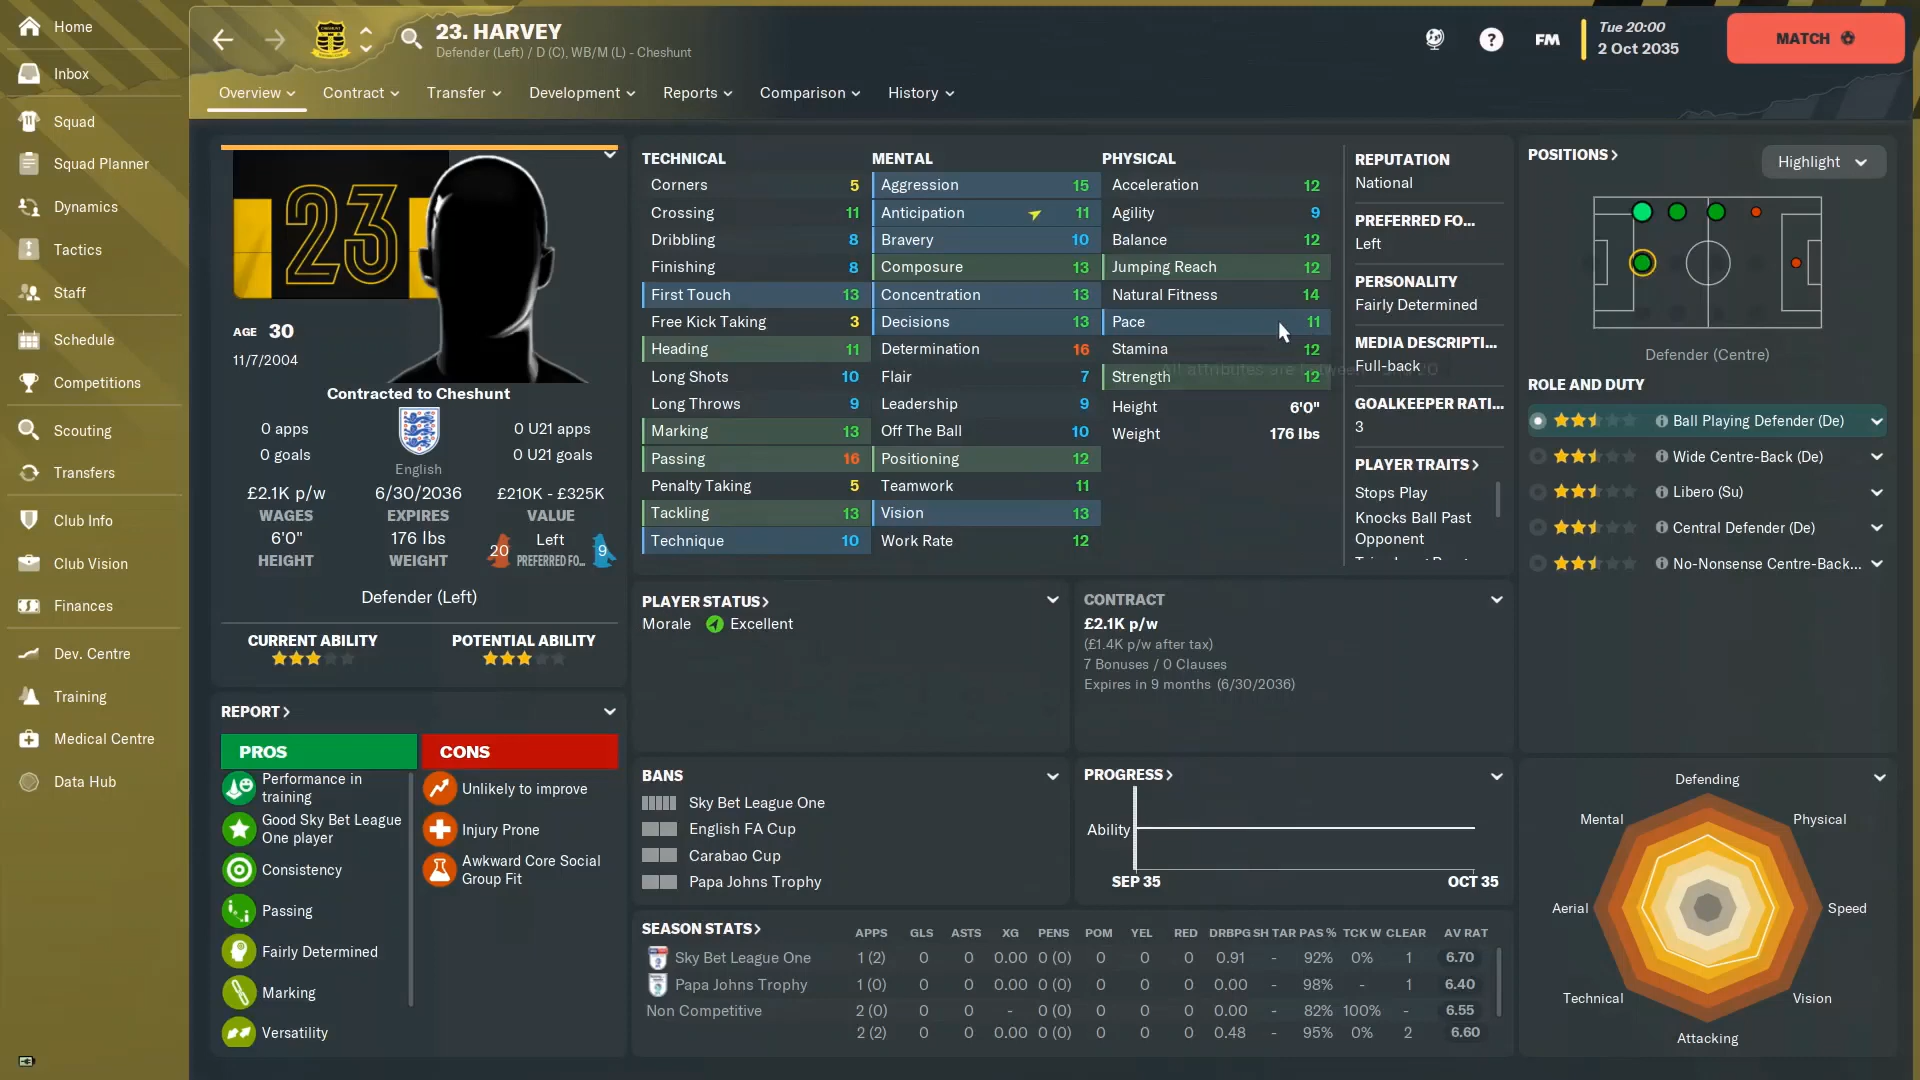 Home
Inbox
Squad
Squad Planner
Dynamics
Tactics
Staff
Schedule
Competitions
Scouting
Transfers
Club Info
Club Vision
Finances
Dev. Centre
Training
Medical Centre
Data Hub
23. HARVEY
Defender (Left) / D (C), WB/M (L) - Cheshunt
? FM
Tue 20:00
2 Oct 2035
MATCH
Overview Contract Transfer Development Reports Comparison History
23
AGE 30
11/7/2004
Contracted to Cheshunt
0 apps 0 U21 apps
0 goals 0 U21 goals
English
£2.1K p/w 6/30/2036 £210K - £325K
WAGES EXPIRES VALUE
6'0" 176 lbs 20 Left 9
HEIGHT WEIGHT PREFERRED FO...
Defender (Left)
CURRENT ABILITY POTENTIAL ABILITY
REPORT>
PROS CONS
Performance in training
Good Sky Bet League One player
Consistency
Passing
Fairly Determined
Marking
Versatility
Unlikely to improve
Injury Prone
Awkward Core Social Group Fit
TECHNICAL
Corners 5
Crossing 11
Dribbling 8
Finishing 8
First Touch 13
Free Kick Taking 3
Heading 11
Long Shots 10
Long Throws 9
Marking 13
Passing 16
Penalty Taking 5
Tackling 13
Technique 10
MENTAL
Aggression 15
Anticipation 11
Bravery 10
Composure 13
Concentration 13
Decisions 13
Determination 16
Flair 7
Leadership 9
Off The Ball 10
Positioning 12
Teamwork 11
Vision 13
Work Rate 12
PHYSICAL
Acceleration 12
Agility 9
Balance 12
Jumping Reach 12
Natural Fitness 14
Pace 11
Stamina 12
Strength 12
Height 6'0"
Weight 176 lbs
REPUTATION
National
PREFERRED FO...
Left
PERSONALITY
Fairly Determined
MEDIA DESCRIPTI...
Full-back
GOALKEEPER RATI...
3
PLAYER TRAITS>
Stops Play
Knocks Ball Past
Opponent
POSITIONS>
Highlight
Defender (Centre)
ROLE AND DUTY
Ball Playing Defender (De)
Wide Centre-Back (De)
Libero (Su)
Central Defender (De)
No-Nonsense Centre-Back...
PLAYER STATUS>
Morale Excellent
CONTRACT
£2.1K p/w
(£1.4K p/w after tax)
7 Bonuses / 0 Clauses
Expires in 9 months (6/30/2036)
BANS
Sky Bet League One
English FA Cup
Carabao Cup
Papa Johns Trophy
PROGRESS>
Ability
SEP 35 OCT 35
SEASON STATS> APPS GLS ASTS XG PENS POM YEL RED DRBPG SH TAR PAS % TCK W CLEAR AV RAT
Sky Bet League One 1 (2) 0 0 0.00 0 (0) 0 0 0 0.91 - 92% 0% 1 6.70
Papa Johns Trophy 1 (0) 0 0 0.00 0 (0) 0 0 0 0.00 - 98% - 1 6.40
Non Competitive 2 (0) 0 0 - 0 (0) 0 0 0 0.00 - 82% 100% - 6.55
2 (2) 0 0 0.00 0 (0) 0 0 0 0.48 - 95% 0% 2 6.60
Defending
Mental Physical
Aerial Speed
Technical Vision
Attacking